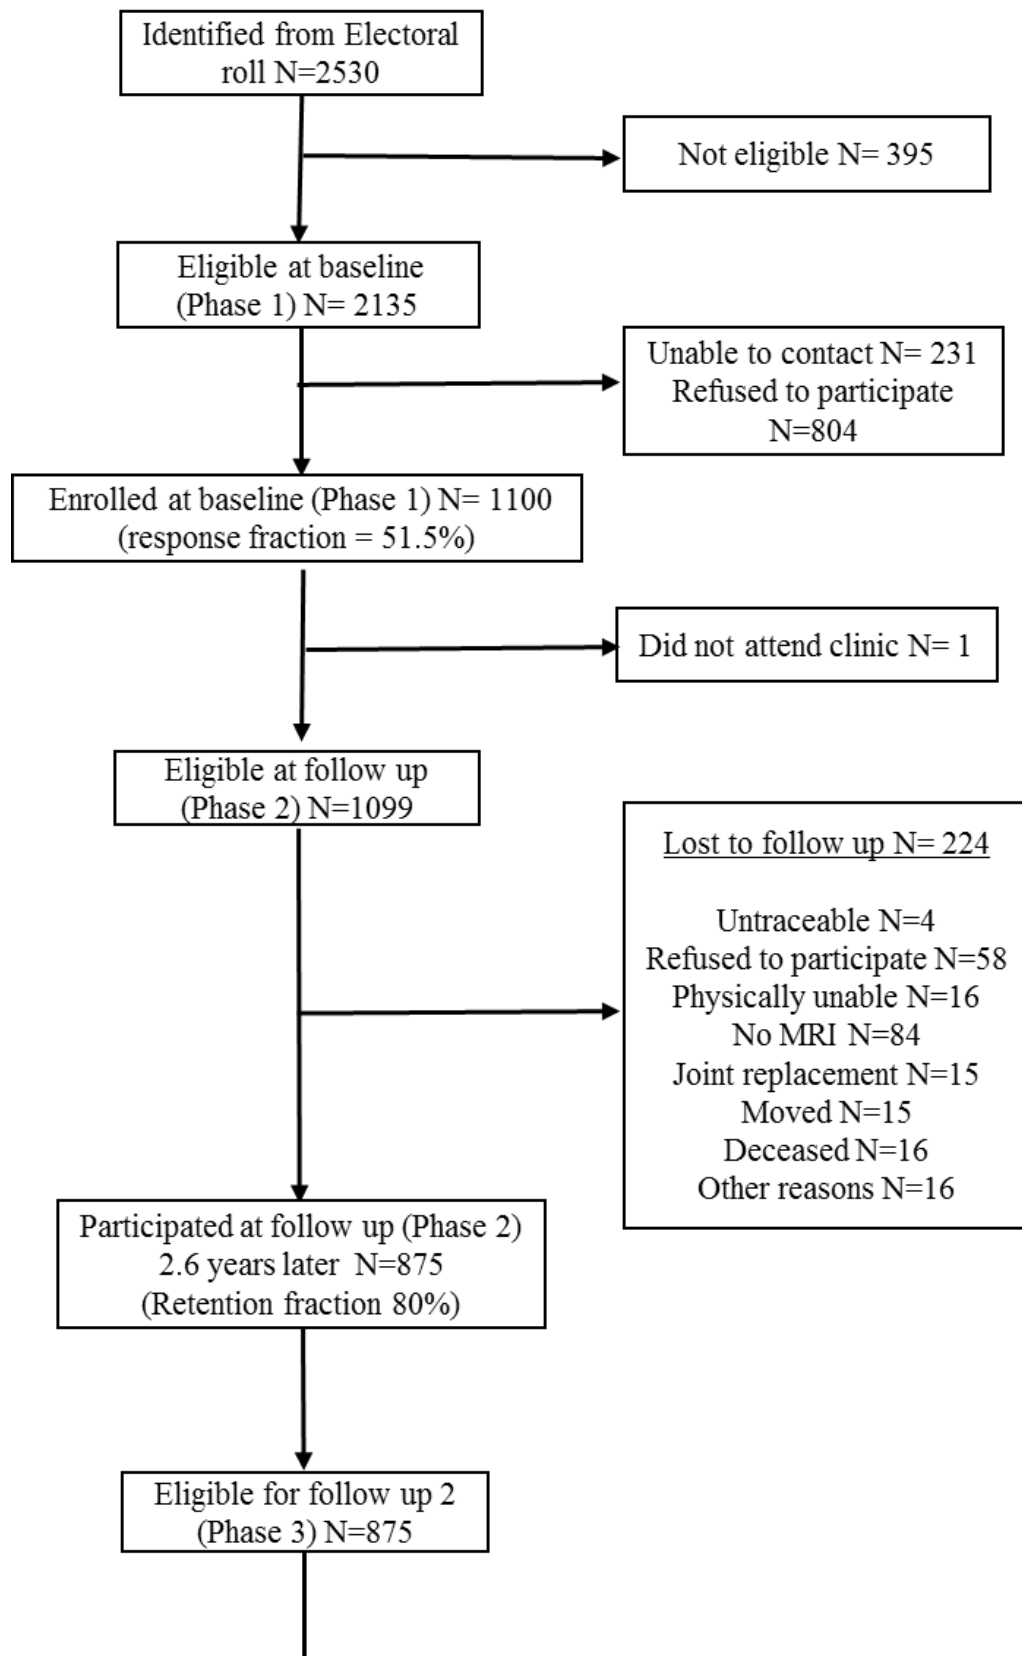 Identified from Electoral
roll N=2530
Not eligible N= 395
Eligible at baseline
(Phase 1) N= 2135
Unable to contact N= 231
Refused to participate
N=804
Enrolled at baseline (Phase 1) N= 1100
(response fraction = 51.5%)
Did not attend clinic N= 1
Eligible at follow up
(Phase 2) N=1099
Lost to follow up N= 224
Untraceable N=4
Refused to participate N=58
Physically unable N=16
No MRI N=84
Joint replacement N=15
Moved N=15
Deceased N=16
Other reasons N=16
Participated at follow up (Phase 2)
2.6 years later N=875
(Retention fraction 80%)
Eligible for follow up 2
(Phase 3) N=875